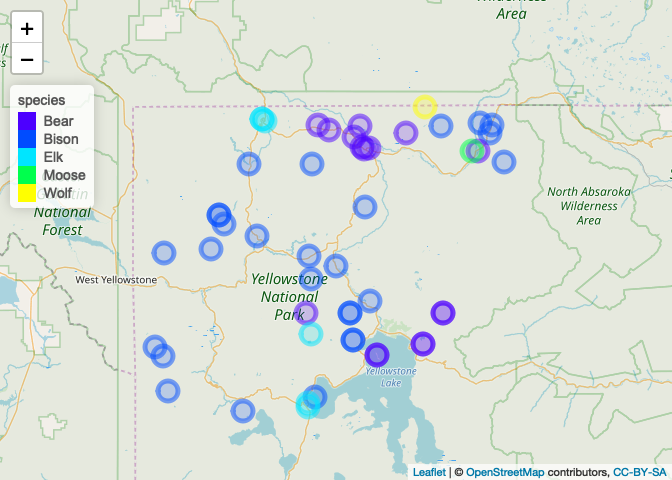 Wilderness
Area
+
−
species
Bear
Bison
Elk
Moose
Wolf
National
Forest
North Absaroka
Wilderness
Area
West Yellowstone
Yellowstone
National
Park
Yellowstone
Lake
Leaflet | © OpenStreetMap contributors, CC-BY-SA